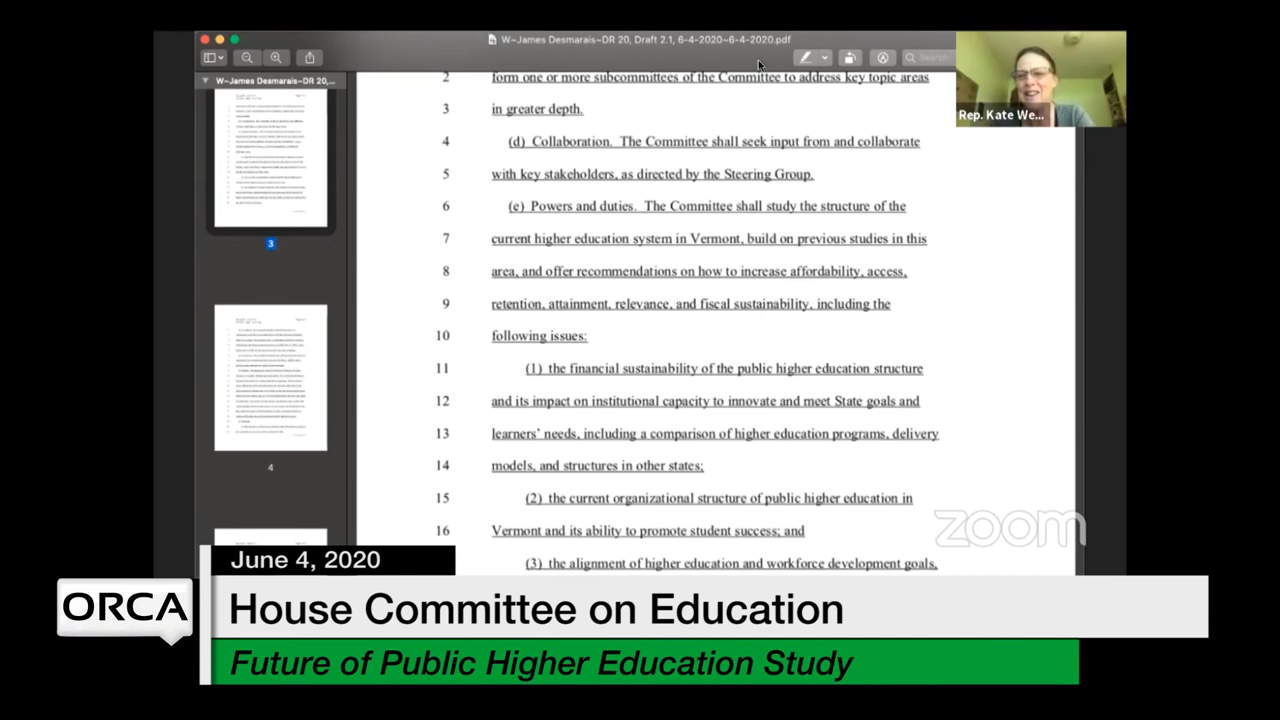 W~James Desmarais~DR 20, Draft 2.1, 6-4-2020~6-4-2020.pdf
Search
W~James Desmarais~DR 20,...
3
4
2 form one or more subcommittees of the Committee to address key topic areas
3 in greater depth.
4 (d) Collaboration. The Committee shall seek input from and collaborate
5 with key stakeholders, as directed by the Steering Group.
6 (e) Powers and duties. The Committee shall study the structure of the
7 current higher education system in Vermont, build on previous studies in this
8 area, and offer recommendations on how to increase affordability, access,
9 retention, attainment, relevance, and fiscal sustainability, including the
10 following issues:
11 (1) the financial sustainability of the public higher education structure
12 and its impact on institutional capacity to innovate and meet State goals and
13 learners' needs, including a comparison of higher education programs, delivery
14 models, and structures in other states;
15 (2) the current organizational structure of public higher education in
16 Vermont and its ability to promote student success; and
(3) the alignment of higher education and workforce development goals,
Rep. Kate We...
zoom
June 4, 2020
ORCA
House Committee on Education
Future of Public Higher Education Study